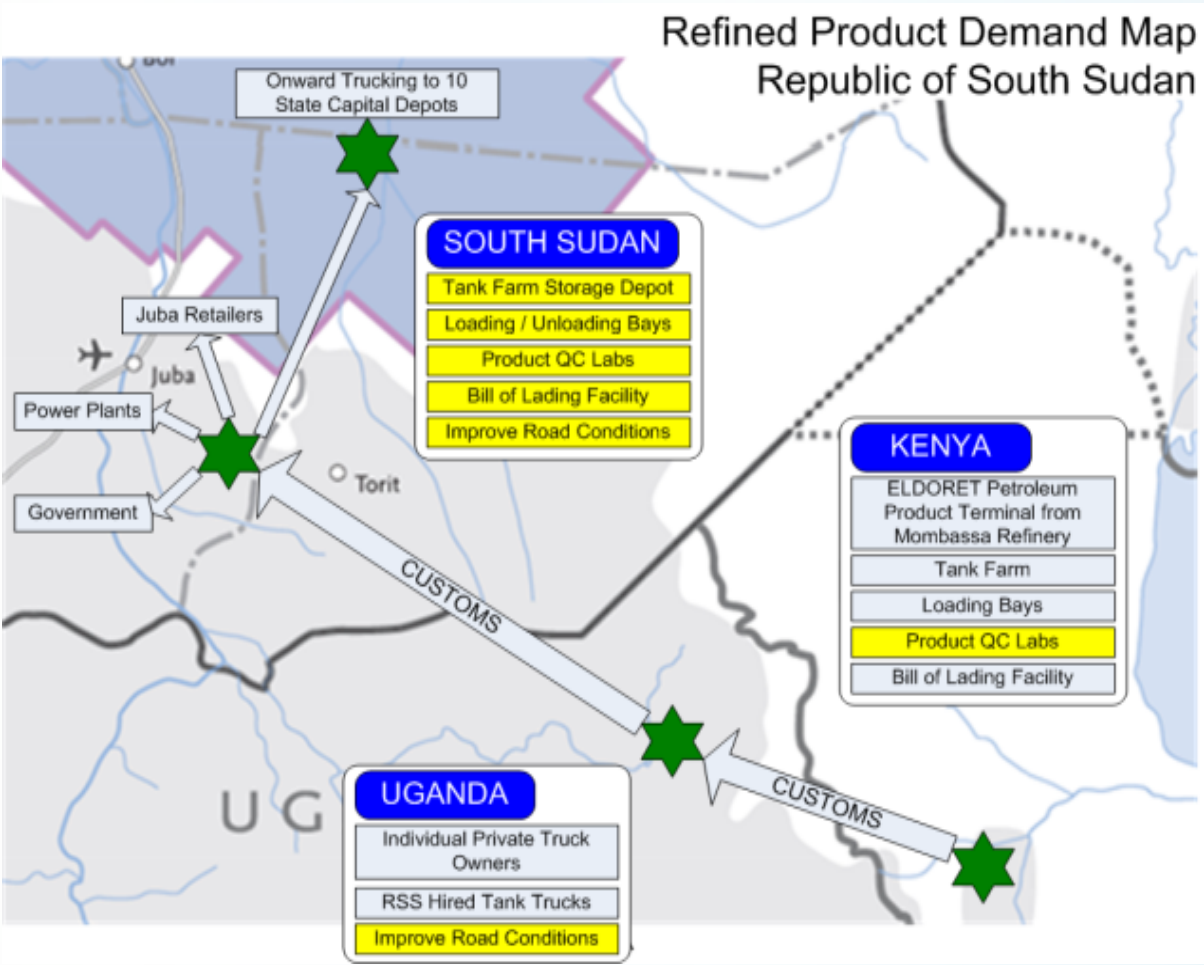 Refined Product Demand Map
Republic of South Sudan
Bor
Onward Trucking to 10
State Capital Depots
SOUTH SUDAN
Tank Farm Storage Depot
Loading / Unloading Bays
Product QC Labs
Bill of Lading Facility
Improve Road Conditions
Juba Retailers
Juba
Power Plants
Government
Torit
CUSTOMS
KENYA
ELDORET Petroleum
Product Terminal from
Mombassa Refinery
Tank Farm
Loading Bays
Product QC Labs
Bill of Lading Facility
CUSTOMS
U G
UGANDA
Individual Private Truck
Owners
RSS Hired Tank Trucks
Improve Road Conditions